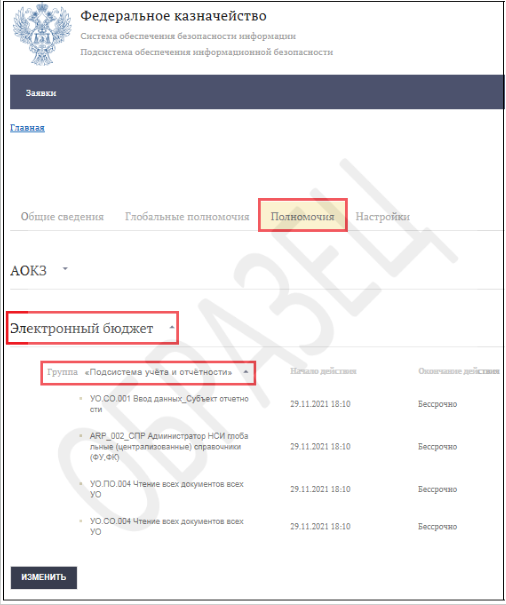 Федеральное казначейство
Система обеспечения безопасности информации
Подсистема обеспечения информационной безопасности
Заявки
Главная
Общие сведения Глобальные полномочия Полномочия Настройки
АОКЗ
Электронный бюджет
Группа «Подсистема учёта и отчётности» Начало действия Окончание действия
УО.СО.001 Ввод данных_Субъект отчетно
сти
29.11.2021 18:10 Бессрочно
ARP_002_СПР Администратор НСИ глоба
льные (централизованные) справочники
(ФУ,ФК)
29.11.2021 18:10 Бессрочно
УО.ПО.004 Чтение всех документов всех
УО
29.11.2021 18:10 Бессрочно
УО.СО.004 Чтение всех документов всех
УО
29.11.2021 18:10 Бессрочно
ИЗМЕНИТЬ
ОБРАЗЕЦ